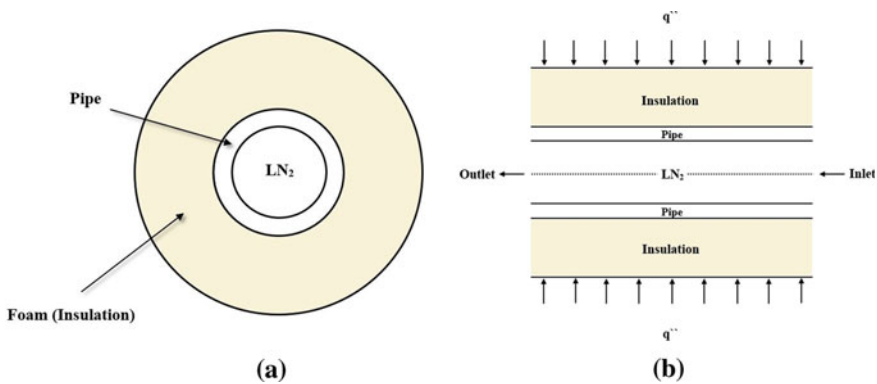 Pipe
LN₂
Foam (Insulation)
(a)
q``
Insulation
Pipe
Outlet
LN₂
Inlet
Pipe
Insulation
q``
(b)